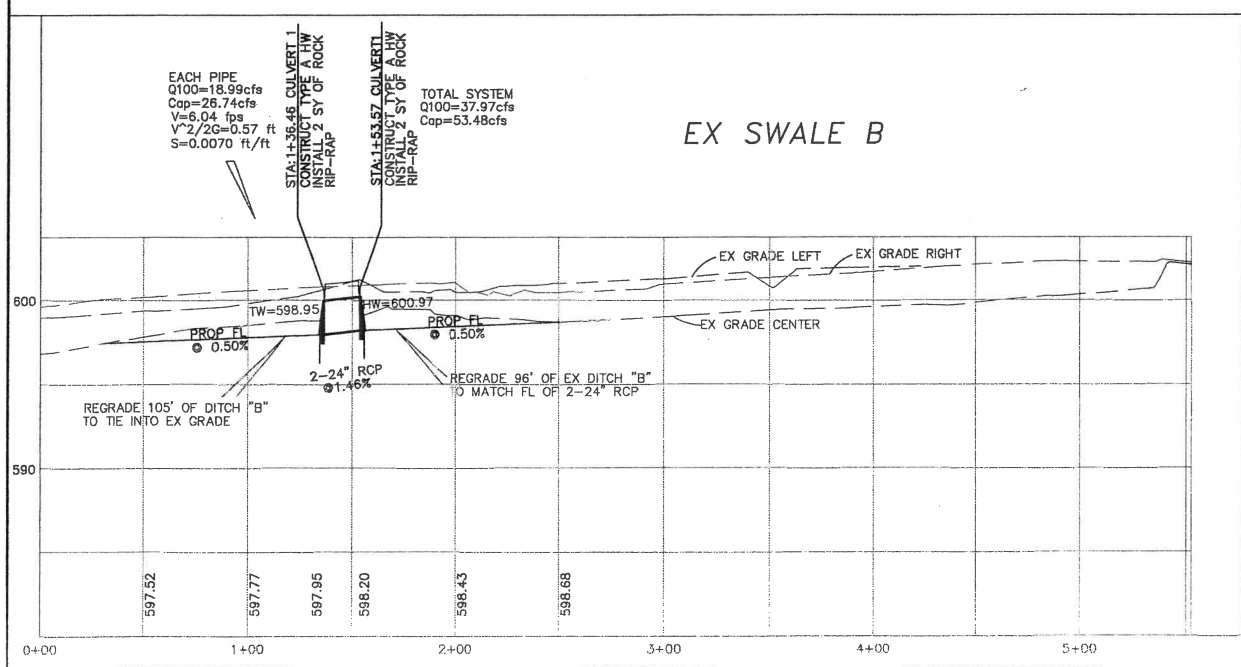 EACH PIPE
Q100=18.99cfs
Cap=26.74cfs
V=6.04 fps
V^2/2G=0.57 ft
S=0.0070 ft/ft
STA:1+36.46 CULVERT 1
CONSTRUCT TYPE A HW
INSTALL 2 SY OF ROCK
RIP-RAP
STA:1+53.57 CULVERT1
CONSTRUCT TYPE A HW
INSTALL 2 SY OF ROCK
RIP-RAP
TOTAL SYSTEM
Q100=37.97cfs
Cap=53.48cfs
EX SWALE B
EX GRADE LEFT
EX GRADE RIGHT
600
TW=598.95
HW=600.97
PROP FL
@ 0.50%
PROP FL
@ 0.50%
EX GRADE CENTER
2-24" RCP
@1.46%
REGRADE 96' OF EX DITCH "B"
TO MATCH FL OF 2-24" RCP
REGRADE 105' OF DITCH "B"
TO TIE INTO EX GRADE
590
597.52
597.77
597.95
598.20
598.43
598.68
0+00
1+00
2+00
3+00
4+00
5+00